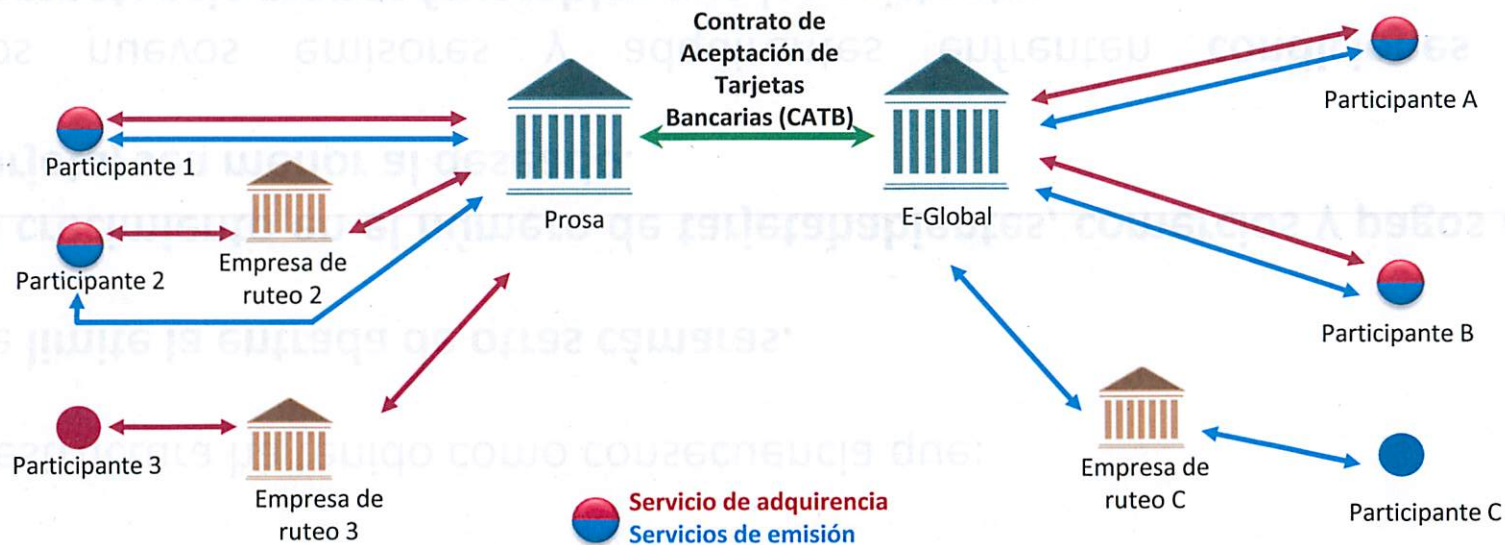 Contrato de
Aceptación de
Tarjetas
Bancarias (CATB)
Participante 1
Prosa
E-Global
Participante A
Participante 2
Empresa de
ruteo 2
Participante B
Participante 3
Empresa de
ruteo 3
Empresa de
ruteo C
Participante C
Servicio de adquirencia
Servicios de emisión